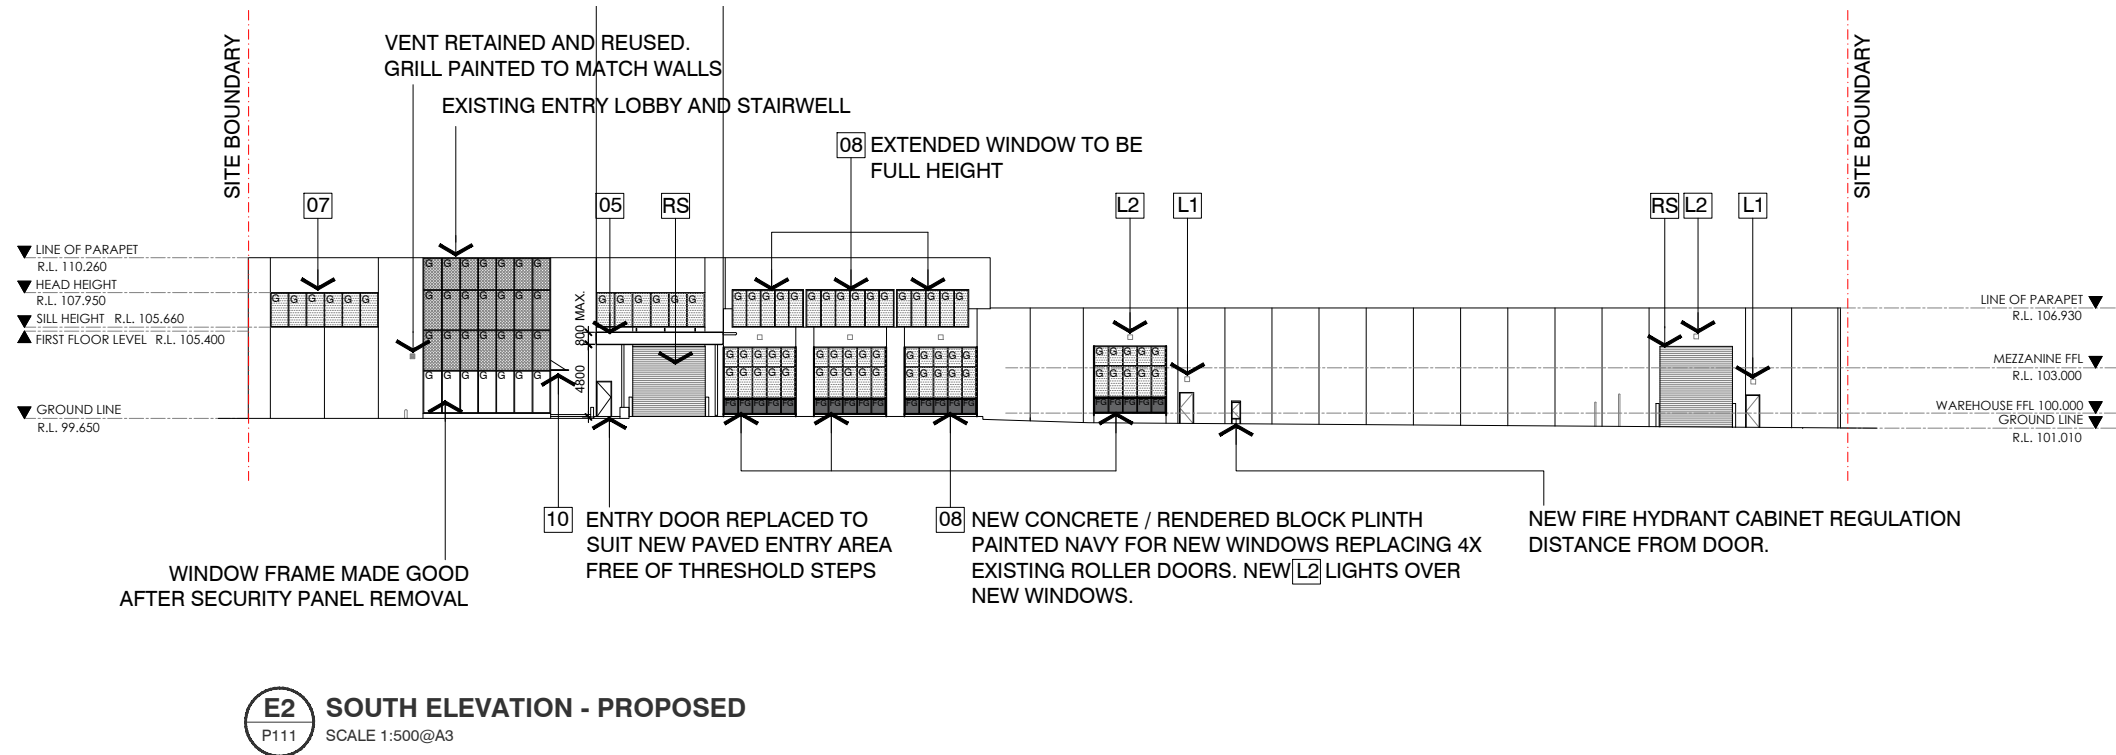 VENT RETAINED AND REUSED.
GRILL PAINTED TO MATCH WALLS
EXISTING ENTRY LOBBY AND STAIRWELL
SITE BOUNDARY
SITE BOUNDARY
08 EXTENDED WINDOW TO BE
FULL HEIGHT
07
05
RS
L2
L1
RS
L2
L1
LINE OF PARAPET
R.L. 110.260
HEAD HEIGHT
R.L. 107.950
SILL HEIGHT R.L. 105.660
FIRST FLOOR LEVEL R.L. 105.400
GROUND LINE
R.L. 99.650
G G G G G G
G G G G G G G
G G G G G G G
G G G G G G G
G G G G G G G
G G G G G G
800 MAX.
4800
G G G G G
G G G G G G
G G G G G
G G G G G
G G G G G
G G G G G
G G G G G
G G G G G
G G G G G
G G G G G
G G G G G
LINE OF PARAPET
R.L. 106.930
MEZZANINE FFL
R.L. 103.000
WAREHOUSE FFL 100.000
GROUND LINE
R.L. 101.010
10 ENTRY DOOR REPLACED TO
SUIT NEW PAVED ENTRY AREA
FREE OF THRESHOLD STEPS
08 NEW CONCRETE / RENDERED BLOCK PLINTH
PAINTED NAVY FOR NEW WINDOWS REPLACING 4X
EXISTING ROLLER DOORS. NEW L2 LIGHTS OVER
NEW WINDOWS.
NEW FIRE HYDRANT CABINET REGULATION
DISTANCE FROM DOOR.
WINDOW FRAME MADE GOOD
AFTER SECURITY PANEL REMOVAL
E2
P111
SOUTH ELEVATION - PROPOSED
SCALE 1:500@A3